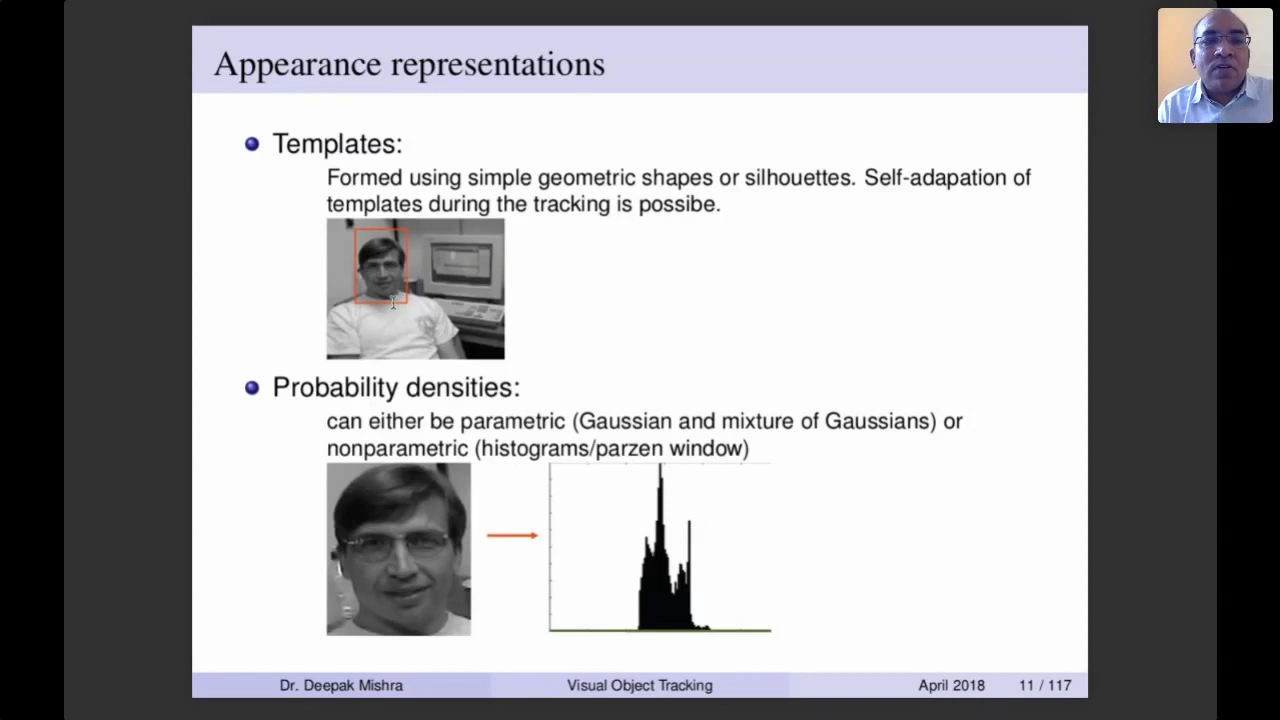 Appearance representations
Templates:
Formed using simple geometric shapes or silhouettes. Self-adapation of
templates during the tracking is possibe.
Probability densities:
can either be parametric (Gaussian and mixture of Gaussians) or
nonparametric (histograms/parzen window)
Dr. Deepak Mishra
Visual Object Tracking
April 2018
11 / 117